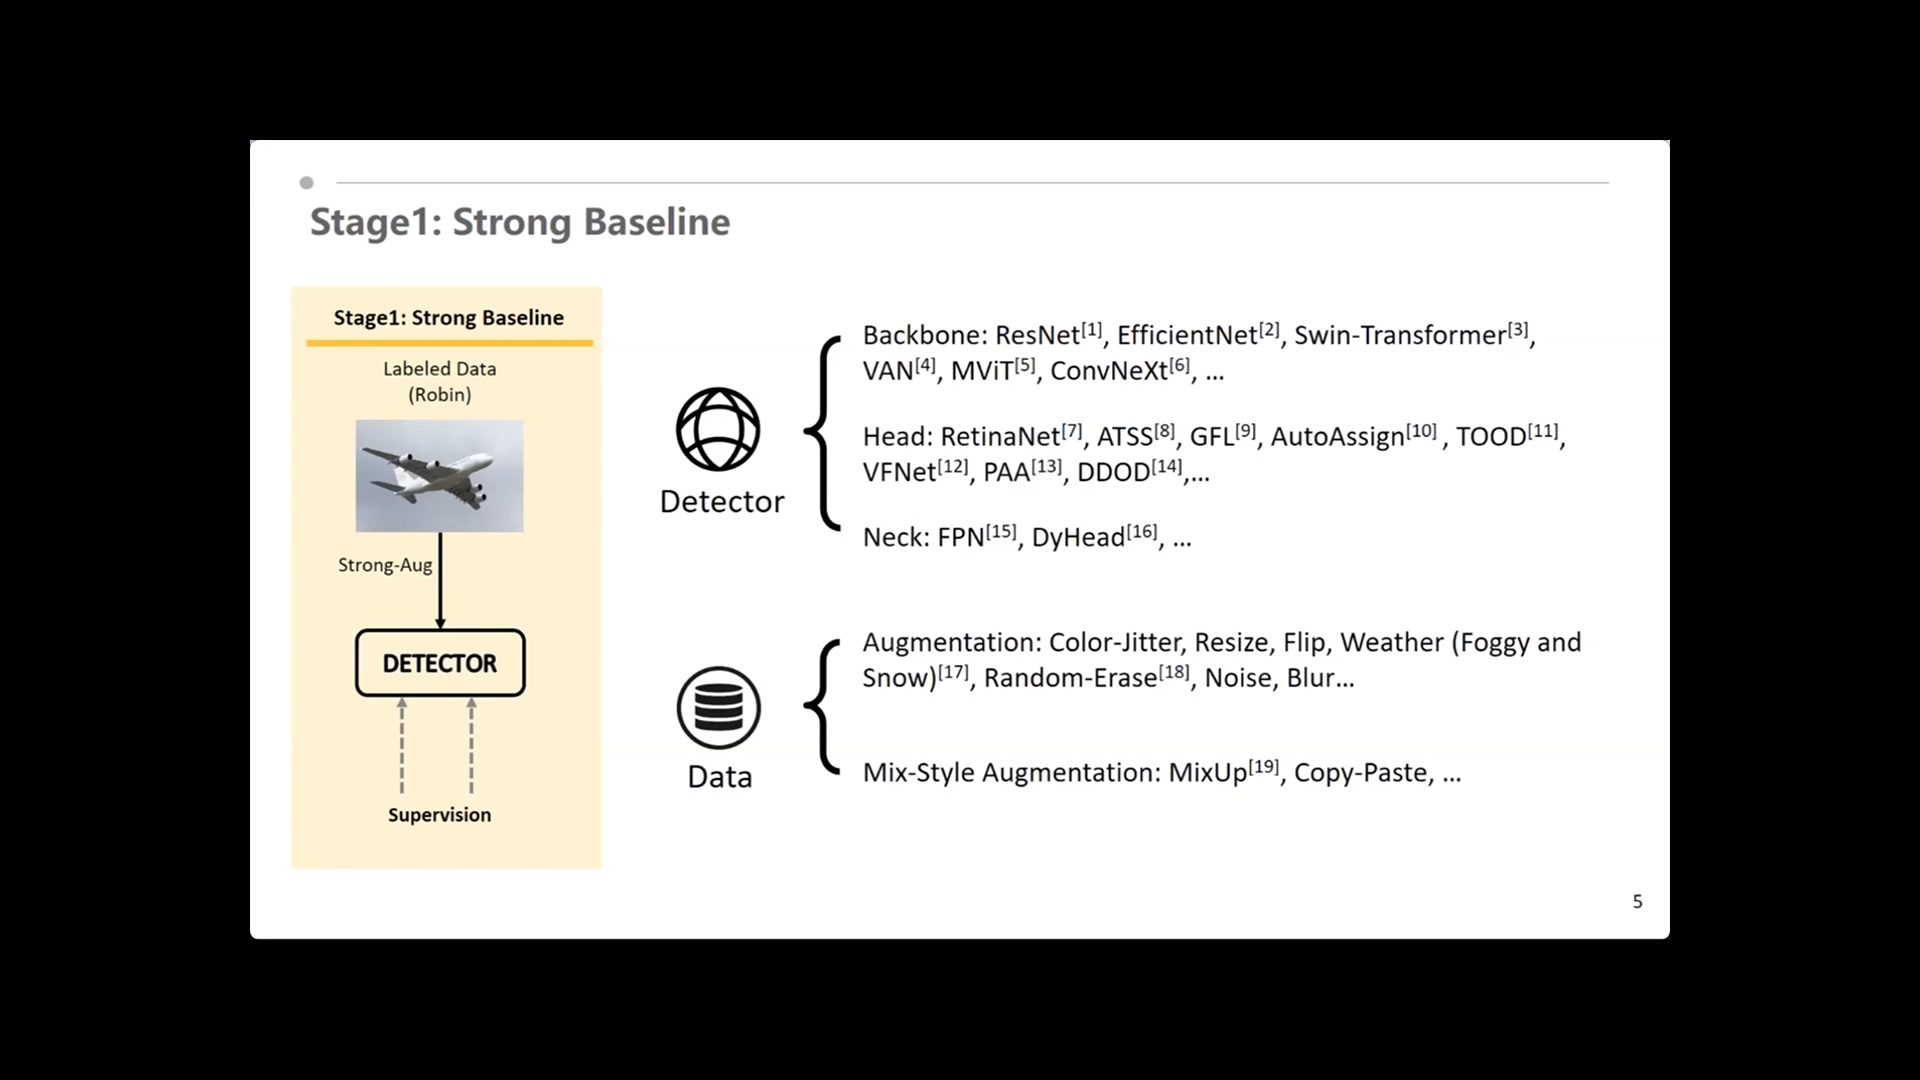 Stage1: Strong Baseline
Stage1: Strong Baseline
Labeled Data
(Robin)
Strong-Aug
DETECTOR
Supervision
Detector
Backbone: ResNet[1], EfficientNet[2], Swin-Transformer[3],
VAN[4], MViT[5], ConvNeXt[6], ...
Head: RetinaNet[7], ATSS[8], GFL[9], AutoAssign[10] , TOOD[11],
VFNet[12], PAA[13], DDOD[14],...
Neck: FPN[15], DyHead[16], ...
Data
Augmentation: Color-Jitter, Resize, Flip, Weather (Foggy and
Snow)[17], Random-Erase[18], Noise, Blur...
Mix-Style Augmentation: MixUp[19], Copy-Paste, ...
5